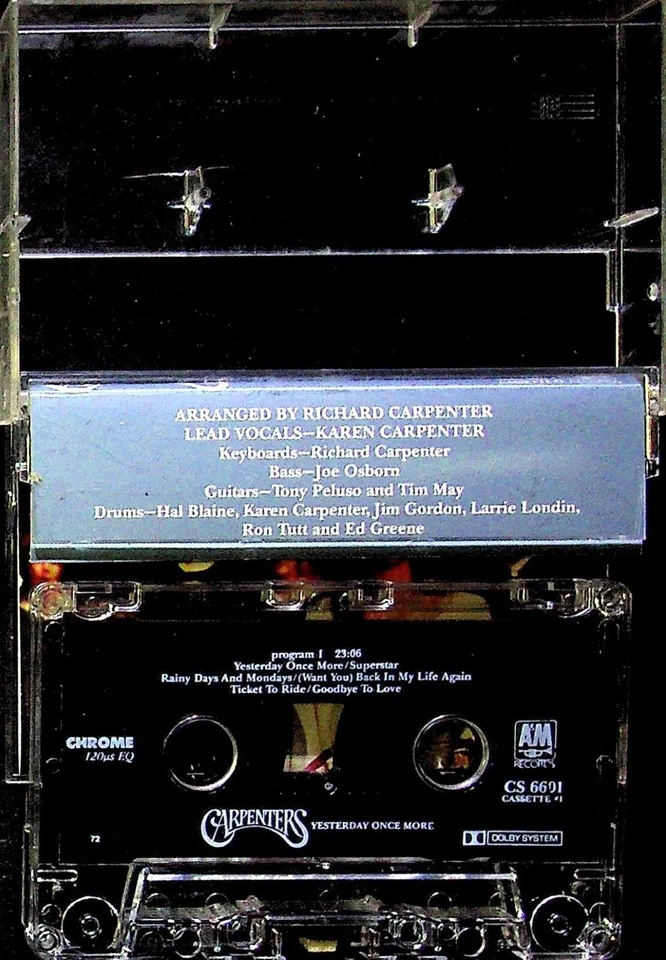 ARRANGED BY RICHARD CARPENTER
LEAD VOCALS—KAREN CARPENTER
Keyboards—Richard Carpenter
Bass—Joe Osborn
Guitars—Tony Peluso and Tim May
Drums—Hal Blaine, Karen Carpenter, Jim Gordon, Larrie Londin,
Ron Tutt and Ed Greene
program 1 23:06
Yesterday Once More/Superstar
Rainy Days And Mondays/(Want You) Back In My Life Again
Ticket To Ride/Goodbye To Love
CHROME
120µs EQ
A&M
RECORDS
CS 6601
CASSETTE #1
CARPENTERS YESTERDAY ONCE MORE
72
DOLBY SYSTEM